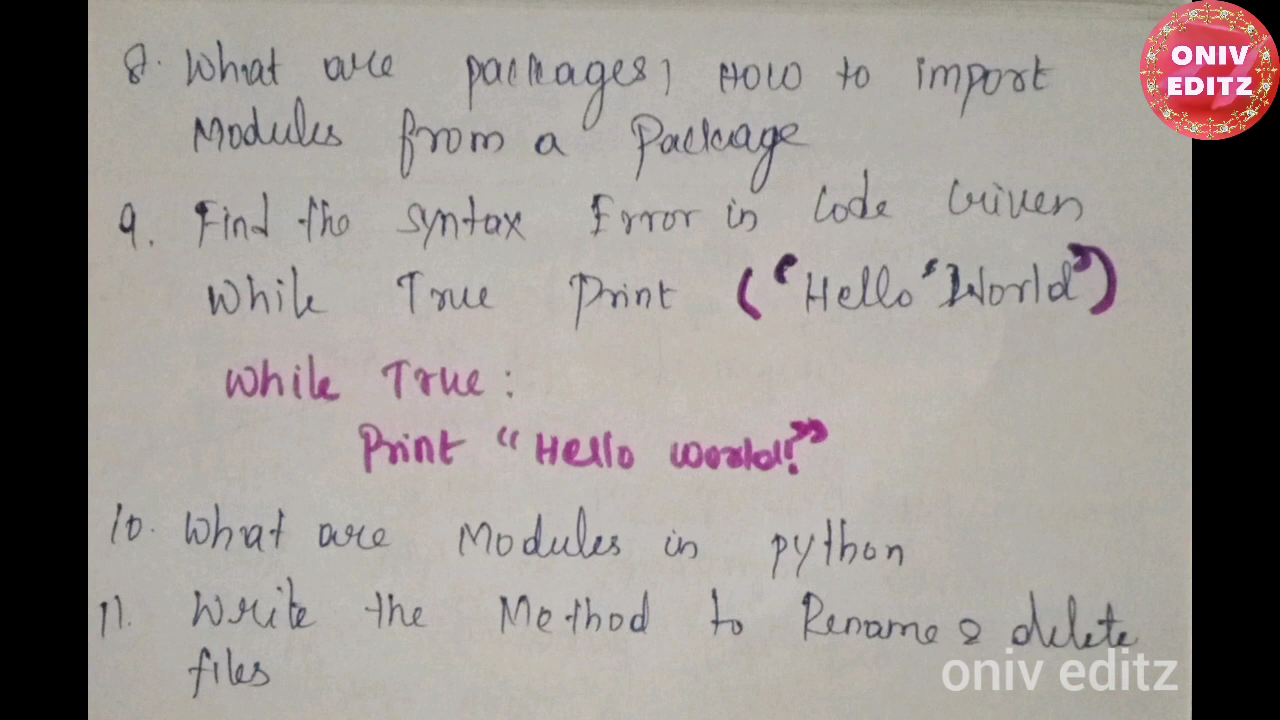 8. What are packages, How to import
Modules from a Package
9. Find the syntax Error in Code Given
While True Print ("Hello" World")
While True:
Print "Hello world!"
10. What are Modules in python
11. Write the Method to Rename & delete
files
ONIV
EDITZ
oniv editz